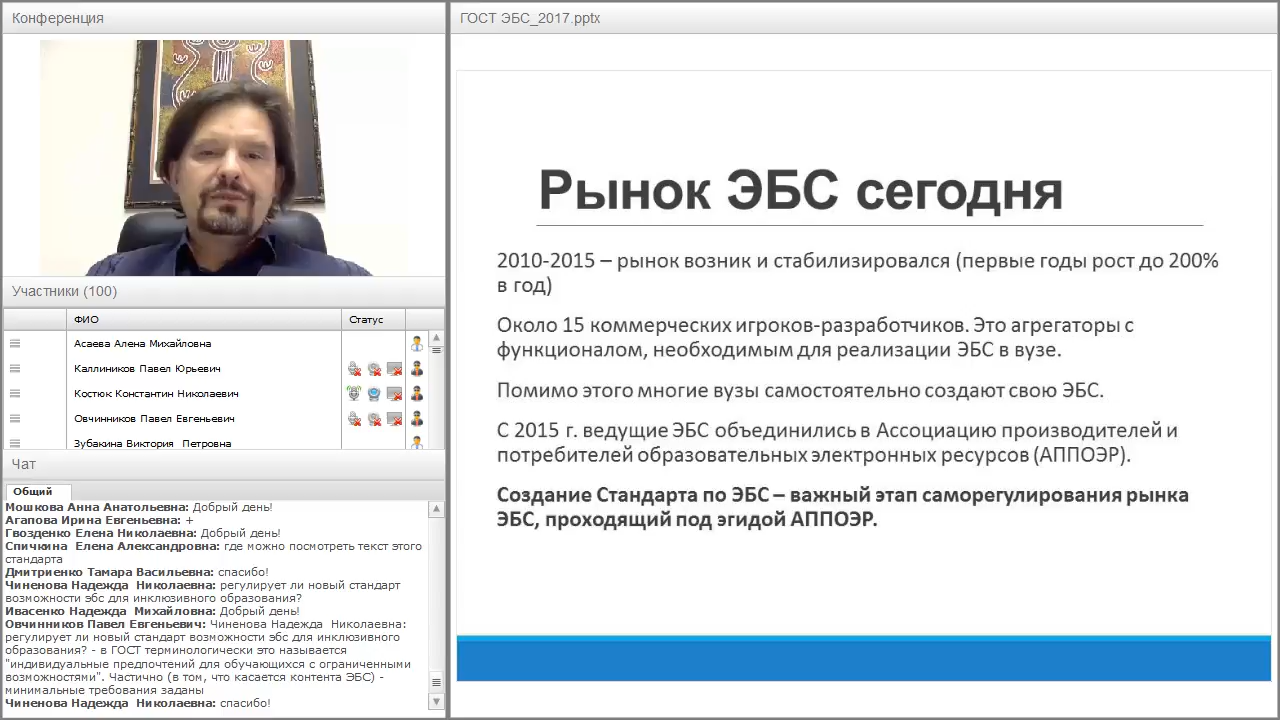 Конференция
Участники (100)
ФИО
Статус
Асаева Алена Михайловна
Каллиников Павел Юрьевич
Костюк Константин Николаевич
Овчинников Павел Евгеньевич
Зубакина Виктория Петровна
Чат
Общий
Мошкова Анна Анатольевна: Добрый день!
Агапова Ирина Евгеньевна: +
Гвозденко Елена Николаевна: Добрый день!
Спичкина Елена Александровна: где можно посмотреть текст этого
стандарта
Дмитриенко Тамара Васильевна: спасибо!
Чиненова Надежда Николаевна: регулирует ли новый стандарт
возможности эбс для инклюзивного образования?
Ивасенко Надежда Михайловна: Добрый день!
Овчинников Павел Евгеньевич: Чиненова Надежда Николаевна:
регулирует ли новый стандарт возможности эбс для инклюзивного
образования? - в ГОСТ терминологически это называется
"индивидуальные предпочтений для обучающихся с ограниченными
возможностями". Частично (в том, что касается контента ЭБС) -
минимальные требования заданы
Чиненова Надежда Николаевна: спасибо!
ГОСТ ЭБС_2017.pptx
Рынок ЭБС сегодня
2010-2015 – рынок возник и стабилизировался (первые годы рост до 200%
в год)
Около 15 коммерческих игроков-разработчиков. Это агрегаторы с
функционалом, необходимым для реализации ЭБС в вузе.
Помимо этого многие вузы самостоятельно создают свою ЭБС.
С 2015 г. ведущие ЭБС объединились в Ассоциацию производителей и
потребителей образовательных электронных ресурсов (АППОЭР).
Создание Стандарта по ЭБС – важный этап саморегулирования рынка
ЭБС, проходящий под эгидой АППОЭР.